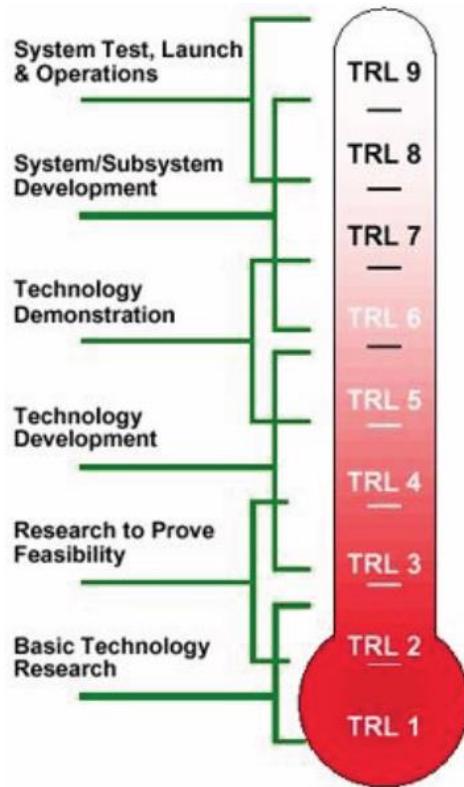 System Test, Launch
& Operations
System/Subsystem
Development
Technology
Demonstration
Technology
Development
Research to Prove
Feasibility
Basic Technology
Research
TRL 9
TRL 8
TRL 7
TRL 6
TRL 5
TRL 4
TRL 3
TRL 2
TRL 1